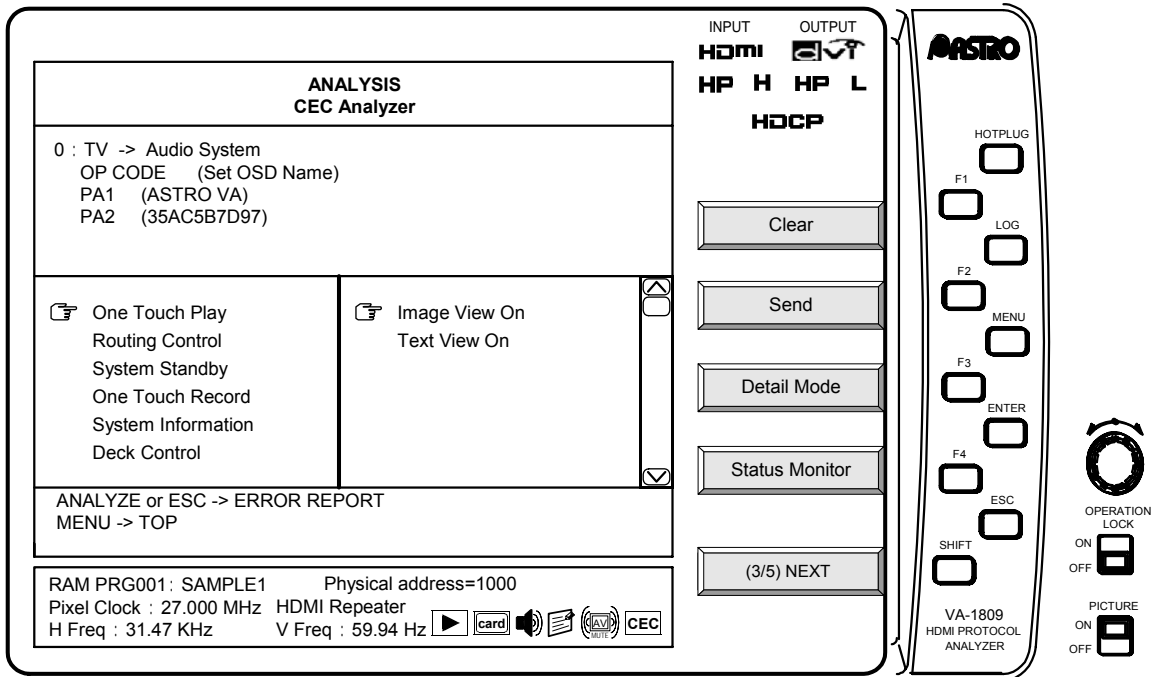 INPUT OUTPUT
HDMI DVI
HP H HP L
HDCP
ASTRO
ANALYSIS
CEC Analyzer
0 : TV -> Audio System
OP CODE (Set OSD Name)
PA1 (ASTRO VA)
PA2 (35AC5B7D97)
One Touch Play
Routing Control
System Standby
One Touch Record
System Information
Deck Control
Image View On
Text View On
ANALYZE or ESC -> ERROR REPORT
MENU -> TOP
RAM PRG001: SAMPLE1 Physical address=1000
Pixel Clock : 27.000 MHz HDMI Repeater
H Freq : 31.47 KHz V Freq : 59.94 Hz card AV MUTE CEC
Clear
Send
Detail Mode
Status Monitor
(3/5) NEXT
HOTPLUG
F1
LOG
F2
MENU
F3
ENTER
F4
ESC
SHIFT
VA-1809
HDMI PROTOCOL
ANALYZER
OPERATION
LOCK
ON
OFF
PICTURE
ON
OFF